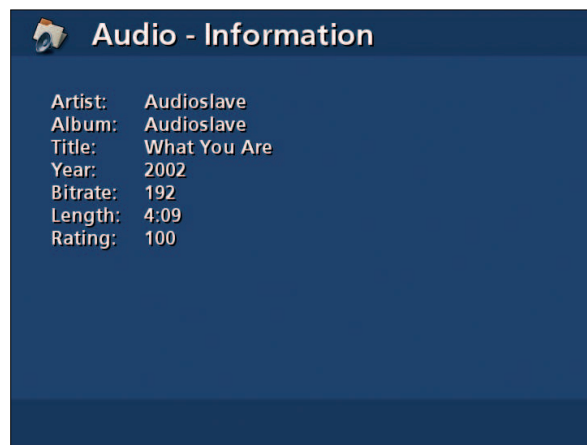 Audio - Information
Artist: Audioslave
Album: Audioslave
Title: What You Are
Year: 2002
Bitrate: 192
Length: 4:09
Rating: 100